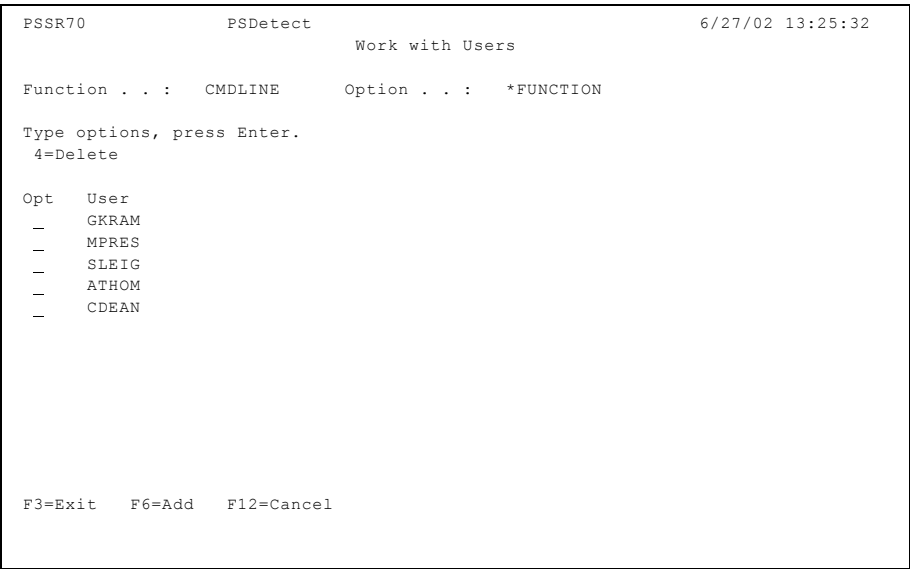 PSSR70 PSDetect 6/27/02 13:25:32
Work with Users
Function . . : CMDLINE Option . . : *FUNCTION
Type options, press Enter.
4=Delete
Opt User
_ GKRAM
_ MPRES
_ SLEIG
_ ATHOM
_ CDEAN
F3=Exit F6=Add F12=Cancel